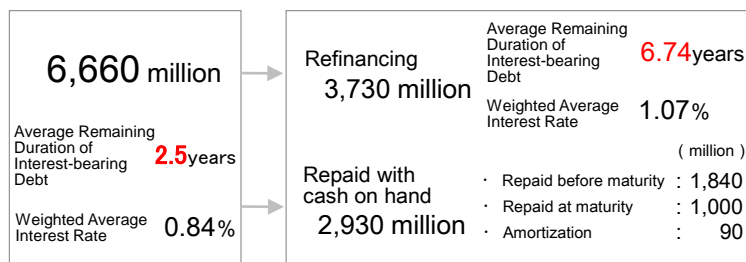 6,660 million
Average Remaining
Duration of
Interest-bearing
Debt
2.5years
Weighted Average
Interest Rate
0.84%
Refinancing
3,730 million
Average Remaining
Duration of
Interest-bearing
Debt
6.74years
Weighted Average
Interest Rate
1.07%
Repaid with
cash on hand
2,930 million
( million )
・ Repaid before maturity : 1,840
・ Repaid at maturity : 1,000
・ Amortization : 90